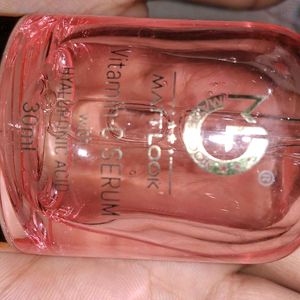 MATTLOOK
Vitamin-C SERUM
with
HYALURONIC ACID
30ml
®